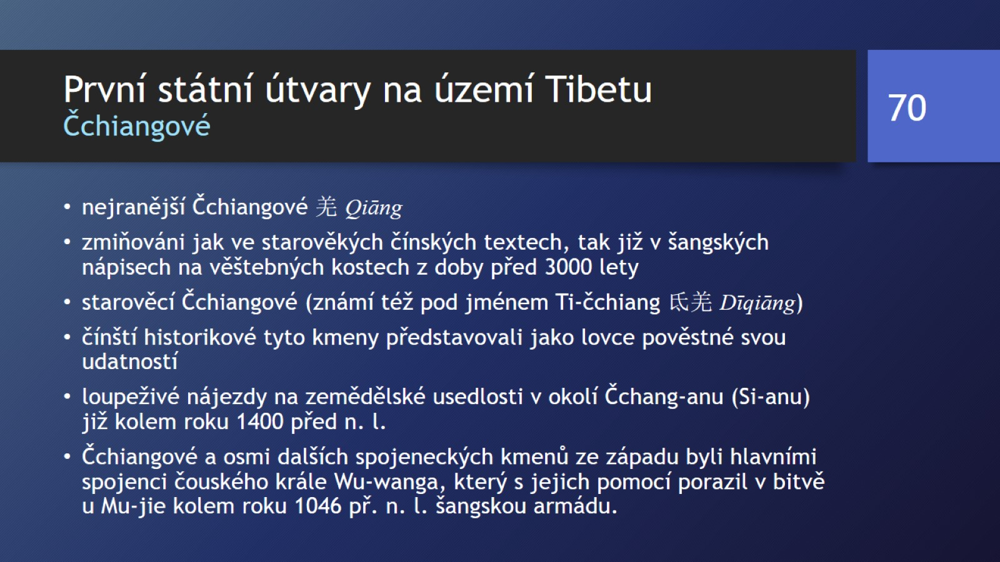 První státní útvary na území Tibetu
Čchiangové
70
• nejranější Čchiangové 羌 Qiāng
• zmiňováni jak ve starověkých čínských textech, tak již v šangských
nápisech na věštebných kostech z doby před 3000 lety
• starověcí Čchiangové (známí též pod jménem Ti-čchiang 氐羌 Dīqiāng)
• čínští historikové tyto kmeny představovali jako lovce pověstné svou
udatností
• loupeživé nájezdy na zemědělské usedlosti v okolí Čchang-anu (Si-anu)
již kolem roku 1400 před n. l.
• Čchiangové a osmi dalších spojeneckých kmenů ze západu byli hlavními
spojenci čouského krále Wu-wanga, který s jejich pomocí porazil v bitvě
u Mu-jie kolem roku 1046 př. n. l. šangskou armádu.